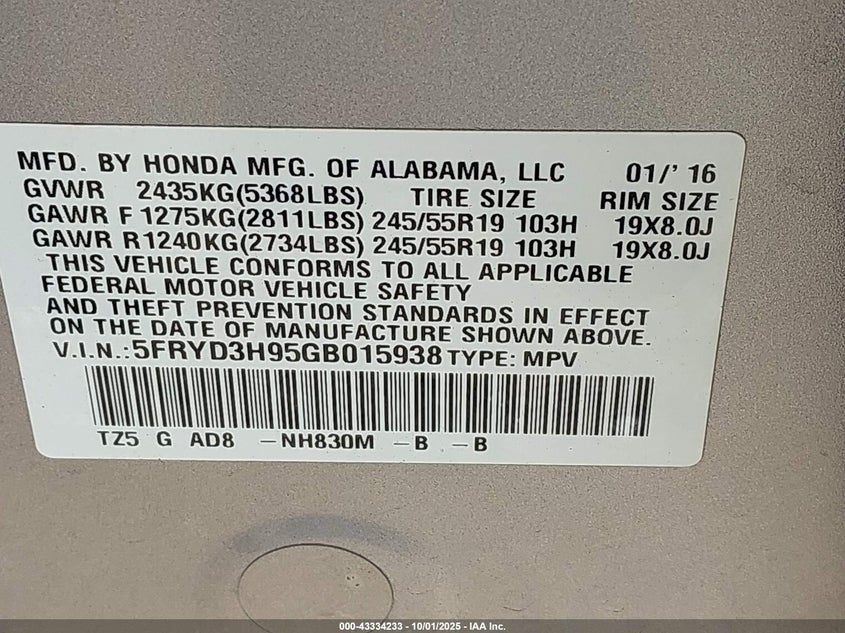 MFD. BY HONDA MFG. OF ALABAMA, LLC 01/' 16
GVWR 2435KG(5368LBS) TIRE SIZE RIM SIZE
GAWR F 1275KG(2811LBS) 245/55R19 103H 19X8.0J
GAWR R1240KG(2734LBS) 245/55R19 103H 19X8.0J
THIS VEHICLE CONFORMS TO ALL APPLICABLE
FEDERAL MOTOR VEHICLE SAFETY
AND THEFT PREVENTION STANDARDS IN EFFECT
ON THE DATE OF MANUFACTURE SHOWN ABOVE.
V.I.N.:5FRYD3H95GB015938 TYPE: MPV
TZ5 G AD8 –NH830M –B –B
000-43334233 - 10/01/2025 - IAA Inc.